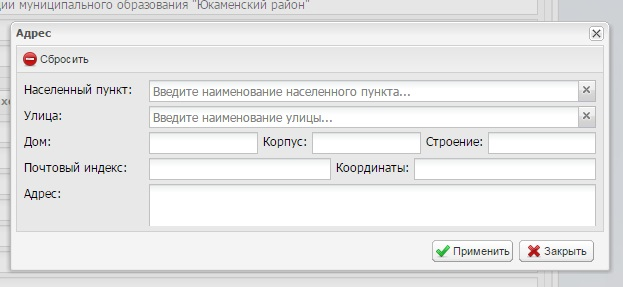 ции муниципального образования "Юкаменский район"
Адрес
Сбросить
Населенный пункт: Введите наименование населенного пункта...
Улица: Введите наименование улицы...
Дом: Корпус: Строение:
Почтовый индекс: Координаты:
Адрес:
Применить Закрыть